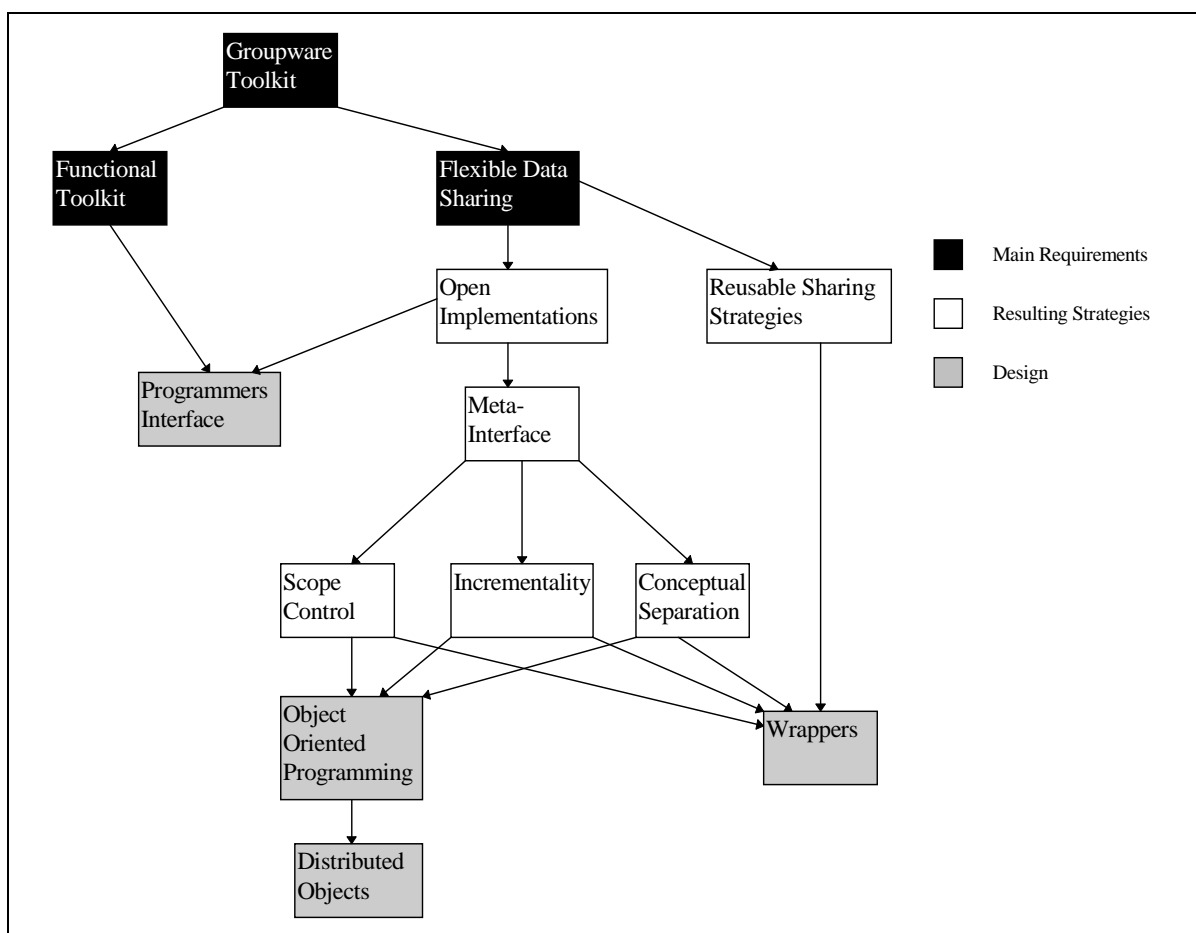 Groupware
Toolkit
Functional
Toolkit
Flexible Data
Sharing
Open
Implementations
Reusable Sharing
Strategies
Main Requirements
Resulting Strategies
Design
Programmers
Interface
Meta-
Interface
Scope
Control
Incrementality
Conceptual
Separation
Object
Oriented
Programming
Wrappers
Distributed
Objects